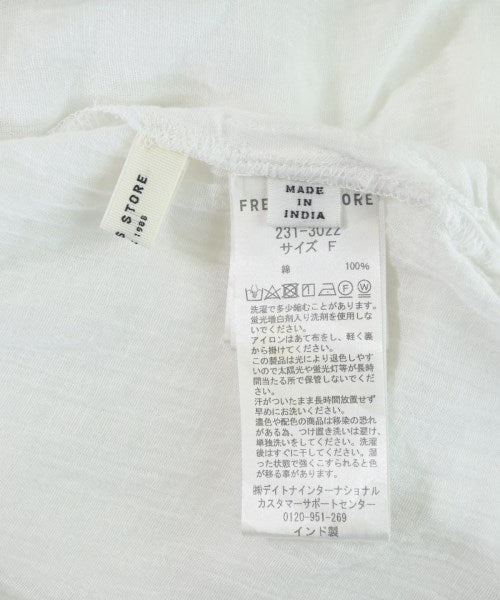 S STORE
1986
MADE
IN
INDIA
FRE ORE
231-3022
サイズ F
綿 100%
洗濯で多少縮むことがあります。
蛍光増白剤入り洗剤を使用しな
いでください。
アイロンはあて布をし、軽く裏
から掛けてください。
この製品は光により退色しやす
いので太陽光や蛍光灯等が長時
間当たる所で保管しないでくだ
さい。
汗がついたまま長時間放置せず
早めにお洗いください。
濃色や配色の商品は移染の恐れ
がある為、つけ置き洗いは避け、
単独洗いをしてください。洗濯
後はすぐに干してください。湿
った状態で強くこすられると色
が移る事があります。
㈱デイトナインターナショナル
カスタマーサポートセンター
0120-951-269
インド製